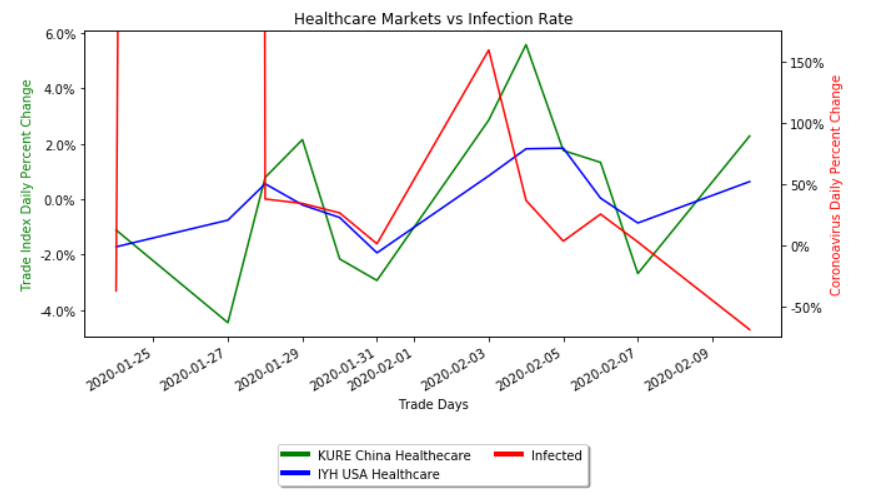 Healthcare Markets vs Infection Rate
6.0%
4.0%
2.0%
0.0%
-2.0%
-4.0%
Trade Index Daily Percent Change
150%
100%
50%
0%
-50%
Coronoavirus Daily Percent Change
2020-01-25
2020-01-27
2020-01-29
2020-01-31
2020-02-01
2020-02-03
2020-02-05
2020-02-07
2020-02-09
Trade Days
KURE China Healthecare
IYH USA Healthcare
Infected